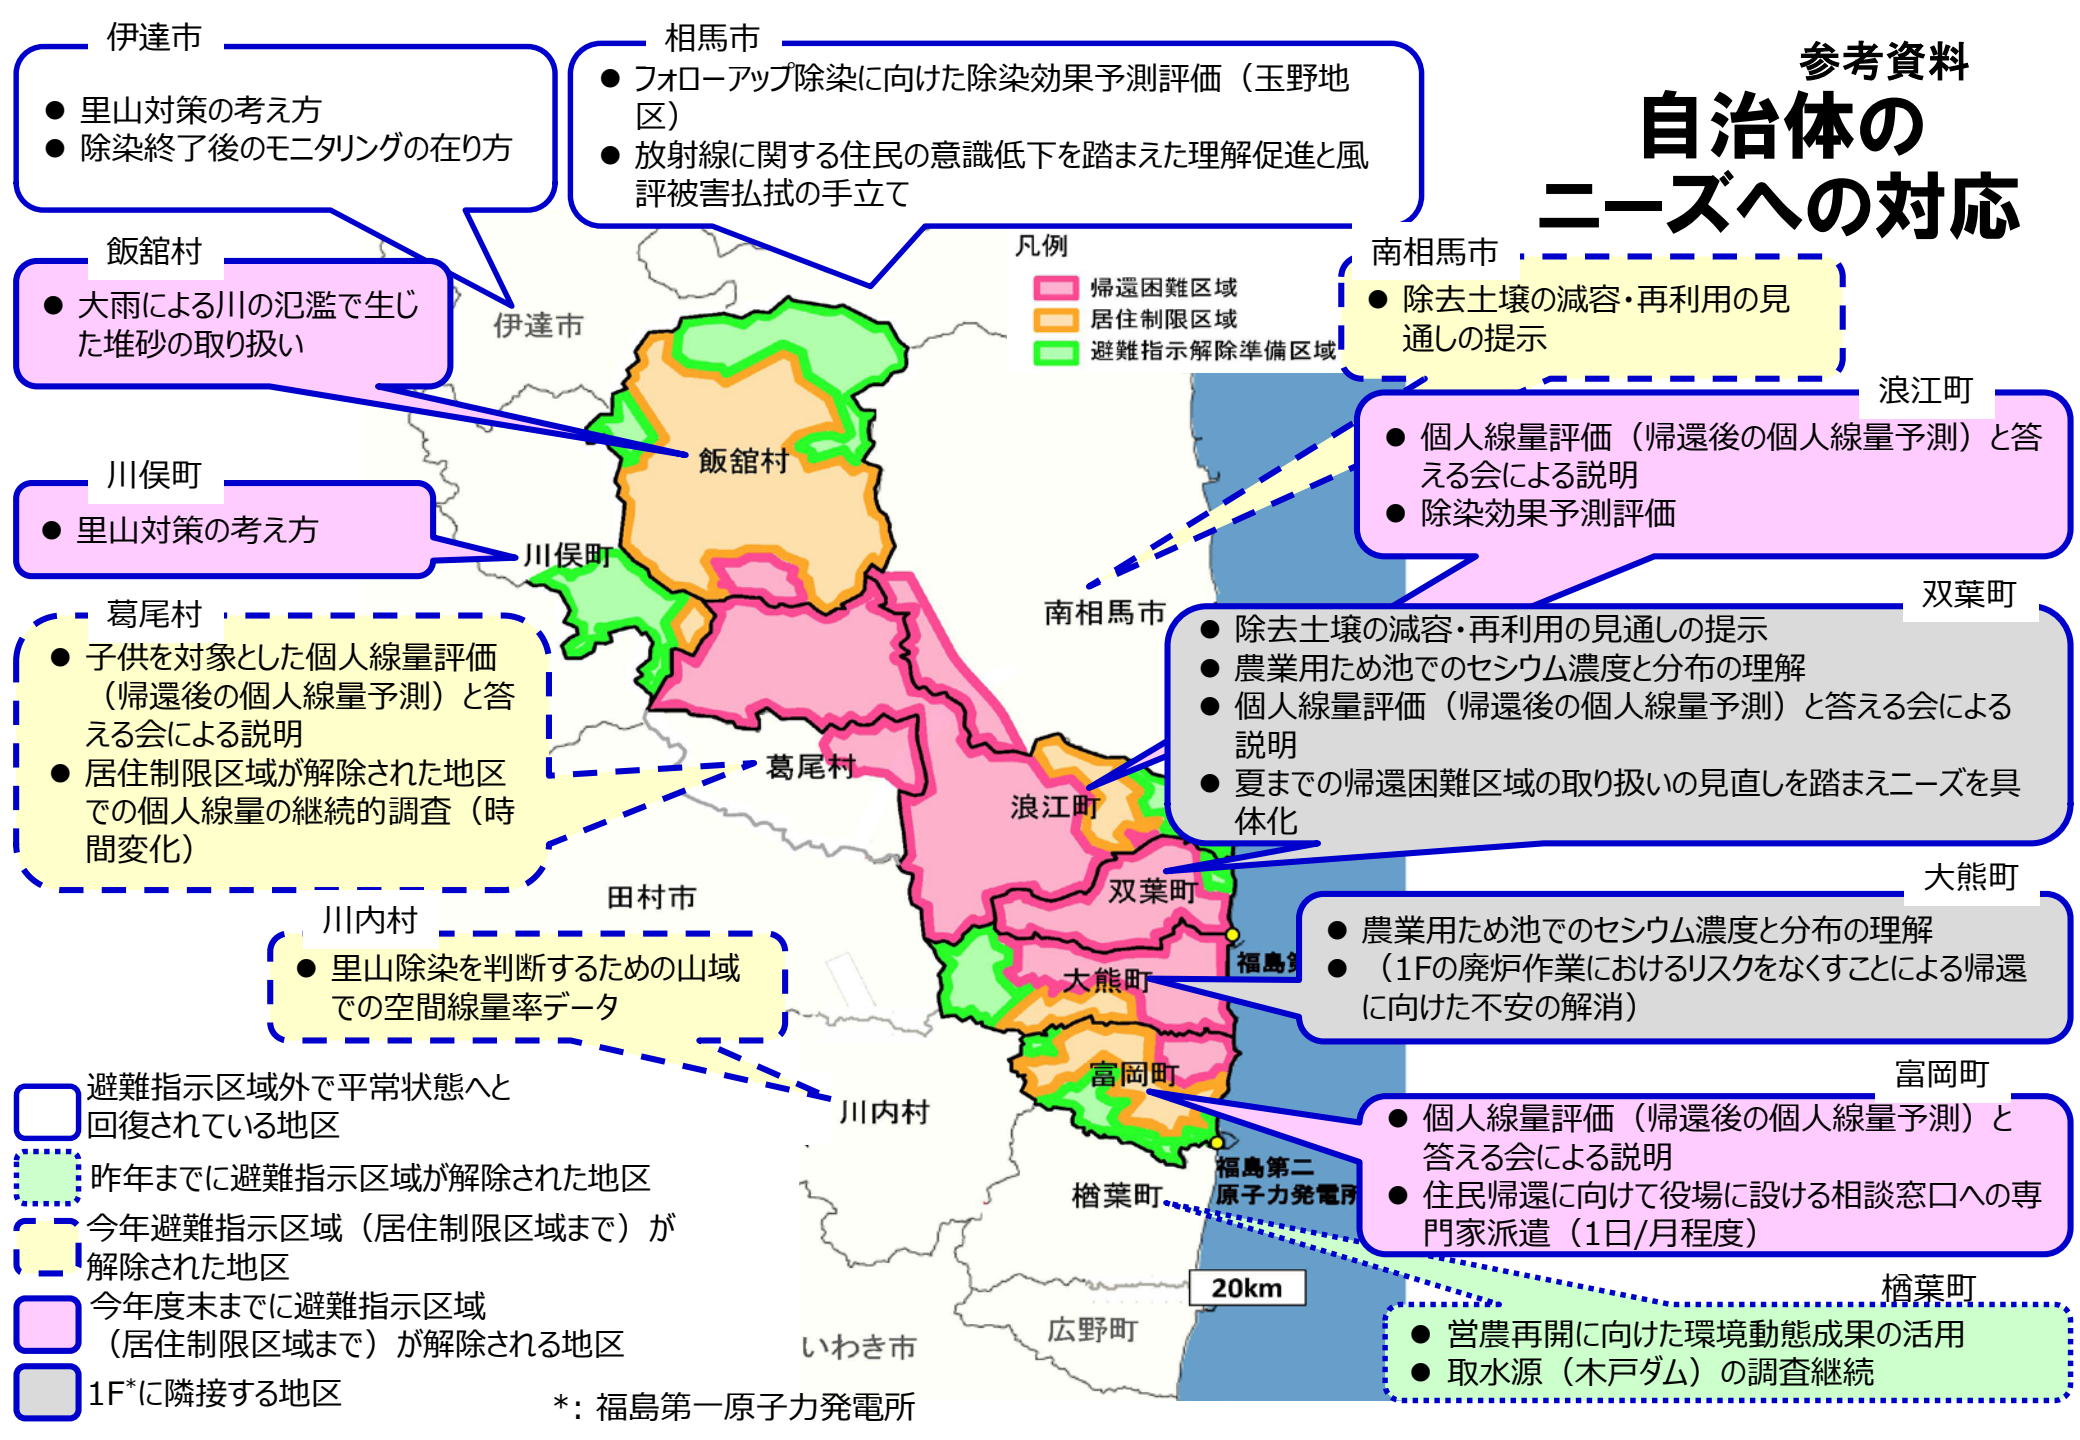 参考資料
自治体の
ニーズへの対応
伊達市
● 里山対策の考え方
● 除染終了後のモニタリングの在り方
相馬市
● フォローアップ除染に向けた除染効果予測評価（玉野地
区）
● 放射線に関する住民の意識低下を踏まえた理解促進と風
評被害払拭の手立て
飯舘村
● 大雨による川の氾濫で生じ
た堆砂の取り扱い
川俣町
● 里山対策の考え方
葛尾村
● 子供を対象とした個人線量評価
（帰還後の個人線量予測）と答
える会による説明
● 居住制限区域が解除された地区
での個人線量の継続的調査（時
間変化）
川内村
● 里山除染を判断するための山域
での空間線量率データ
凡例
帰還困難区域
居住制限区域
避難指示解除準備区域
南相馬市
● 除去土壌の減容・再利用の見
通しの提示
浪江町
● 個人線量評価（帰還後の個人線量予測）と答
える会による説明
● 除染効果予測評価
双葉町
● 除去土壌の減容・再利用の見通しの提示
● 農業用ため池でのセシウム濃度と分布の理解
● 個人線量評価（帰還後の個人線量予測）と答える会による
説明
● 夏までの帰還困難区域の取り扱いの見直しを踏まえニーズを具
体化
大熊町
● 農業用ため池でのセシウム濃度と分布の理解
● （1Fの廃炉作業におけるリスクをなくすことによる帰還
に向けた不安の解消）
富岡町
● 個人線量評価（帰還後の個人線量予測）と
答える会による説明
● 住民帰還に向けて役場に設ける相談窓口への専
門家派遣（1日/月程度）
楢葉町
● 営農再開に向けた環境動態成果の活用
● 取水源（木戸ダム）の調査継続
伊達市
飯舘村
川俣町
南相馬市
葛尾村
浪江町
田村市
双葉町
福島第
大熊町
富岡町
川内村
福島第二
原子力発電所
楢葉町
20km
広野町
いわき市
避難指示区域外で平常状態へと
回復されている地区
昨年までに避難指示区域が解除された地区
今年避難指示区域（居住制限区域まで）が
解除された地区
今年度末までに避難指示区域
（居住制限区域まで）が解除される地区
1F*に隣接する地区
*: 福島第一原子力発電所